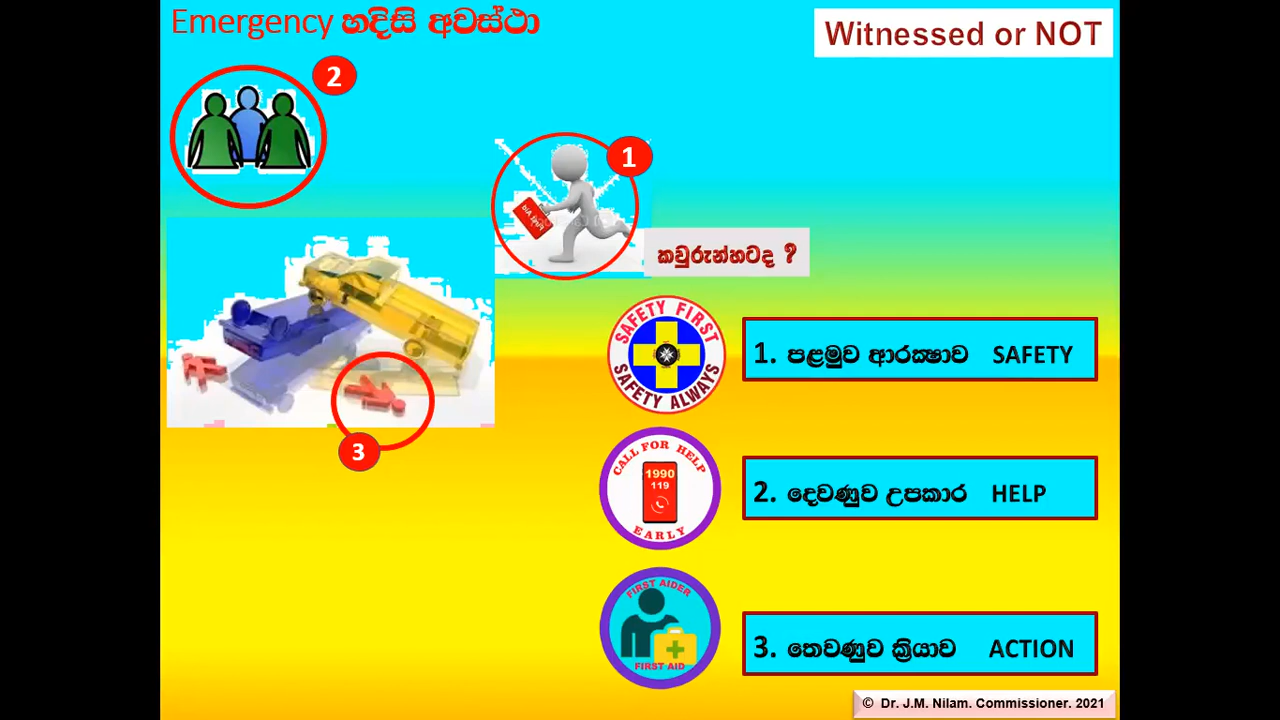 Emergency හදිසි අවස්ථා
Witnessed or NOT
2
1
කවුරුන්හටද ?
SAFETY FIRST
SAFETY ALWAYS
1. පළමුව ආරක්‍ෂාව SAFETY
3
CALL FOR HELP
1990
119
EARLY
2. දෙවණුව උපකාර HELP
FIRST AIDER
FIRST AID
3. තෙවණුව ක්‍රියාව ACTION
© Dr. J.M. Nilam. Commissioner. 2021